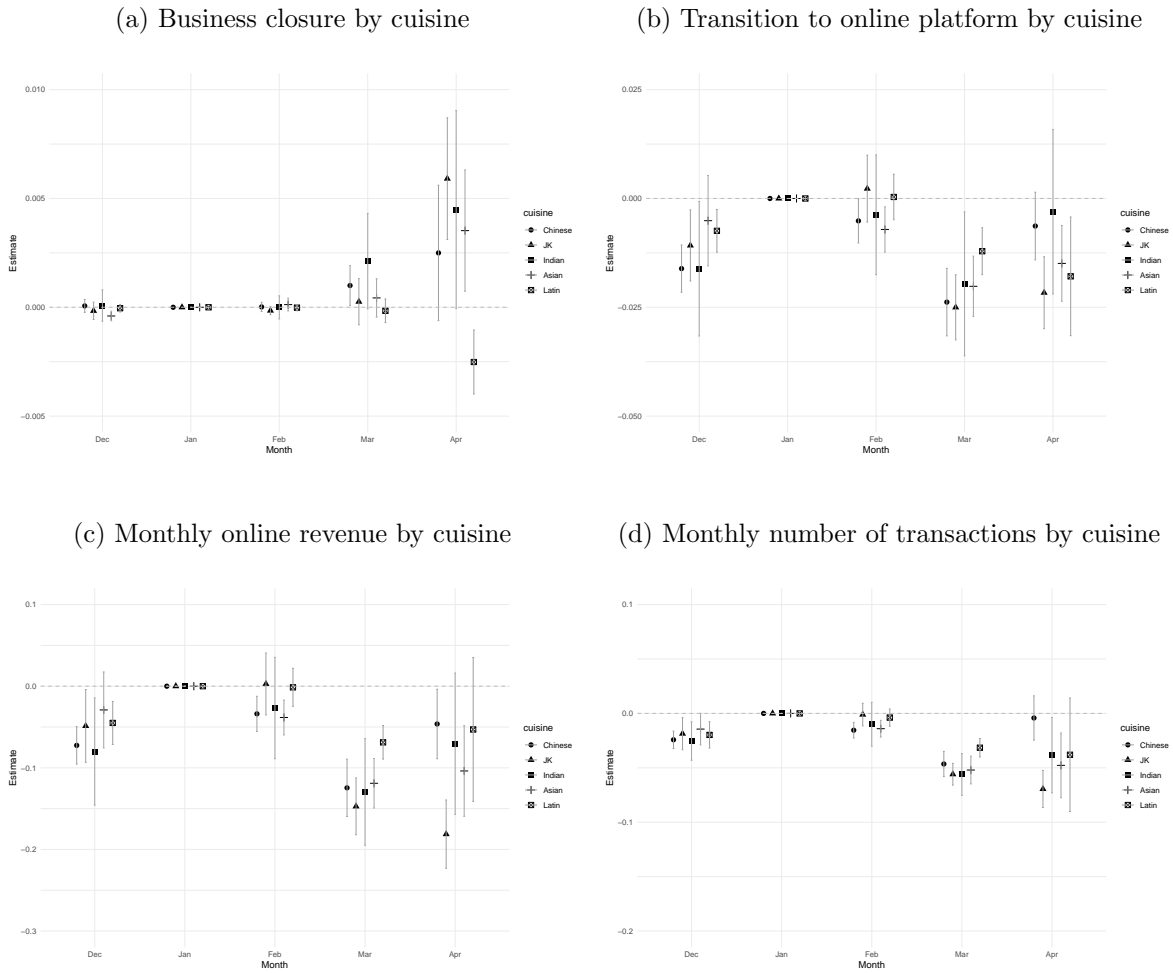 (a) Business closure by cuisine
(b) Transition to online platform by cuisine
0.010
0.005
0.000
−0.005
Estimate
Dec
Jan
Feb
Mar
Apr
Month
cuisine
Chinese
JK
Indian
Asian
Latin
0.025
0.000
−0.025
−0.050
Estimate
Dec
Jan
Feb
Mar
Apr
Month
cuisine
Chinese
JK
Indian
Asian
Latin
(c) Monthly online revenue by cuisine
(d) Monthly number of transactions by cuisine
0.1
0.0
−0.1
−0.2
−0.3
Estimate
Dec
Jan
Feb
Mar
Apr
Month
cuisine
Chinese
JK
Indian
Asian
Latin
0.1
0.0
−0.1
−0.2
Estimate
Dec
Jan
Feb
Mar
Apr
Month
cuisine
Chinese
JK
Indian
Asian
Latin